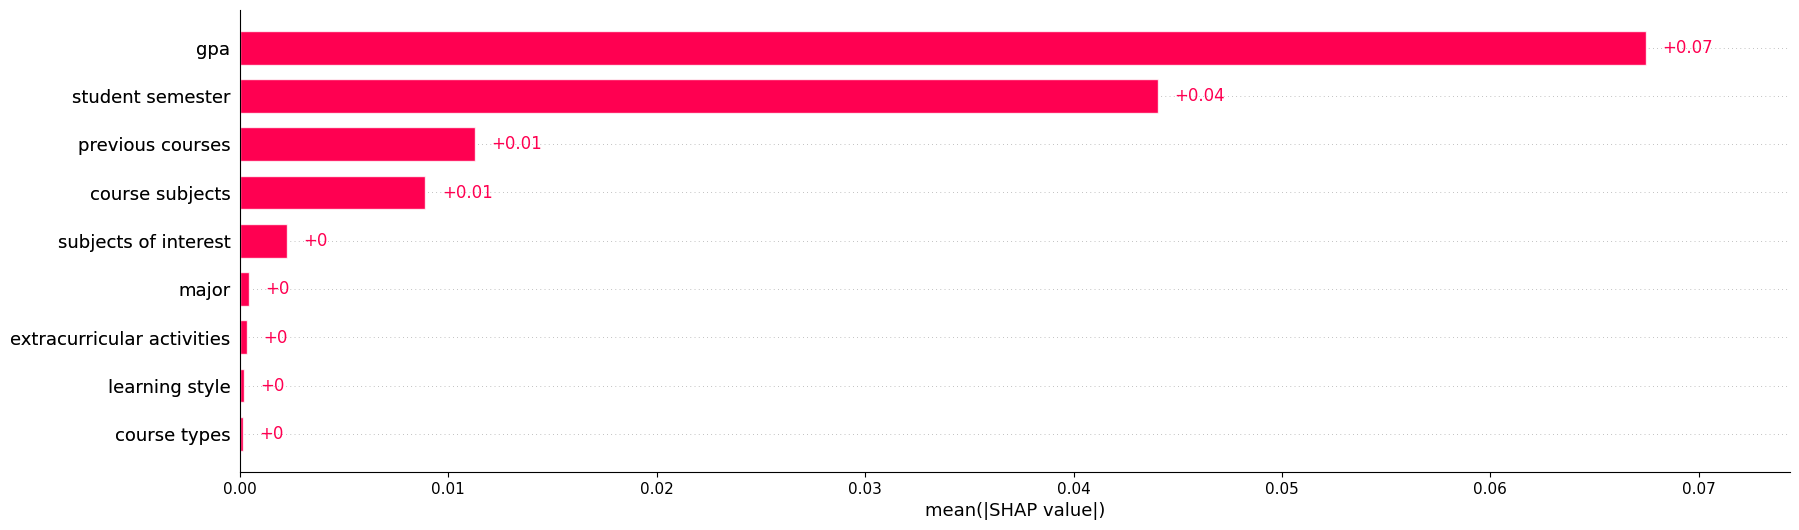 gpa +0.07
student semester +0.04
previous courses +0.01
course subjects +0.01
subjects of interest +0
major +0
extracurricular activities +0
learning style +0
course types +0
0.00 0.01 0.02 0.03 0.04 0.05 0.06 0.07
mean(|SHAP value|)